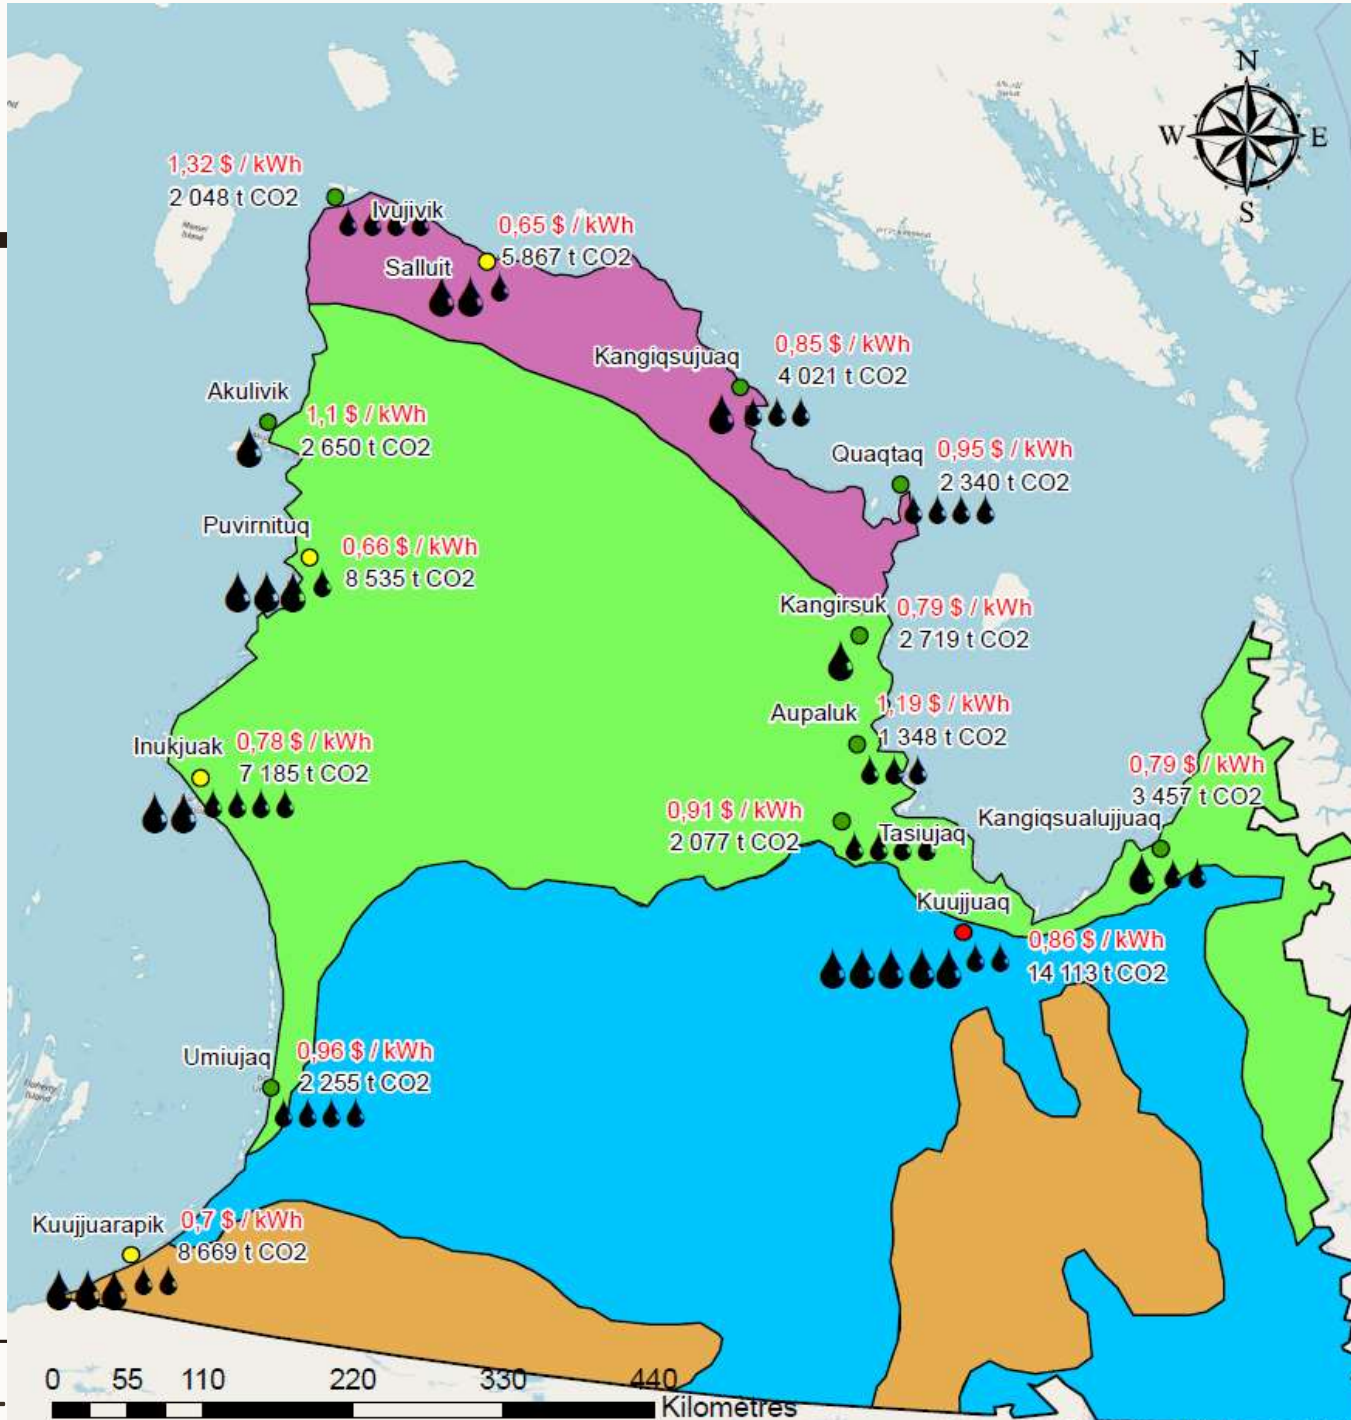 N
W
E
S
1,32 $ / kWh
2 048 t CO2
Ivujivik
0,65 $ / kWh
5 867 t CO2
Salluit
Mansel
Island
Kangiqsujuaq
0,85 $ / kWh
4 021 t CO2
Akulivik
1,1 $ / kWh
2 650 t CO2
Quaqtaq
0,95 $ / kWh
2 340 t CO2
Puvirnituq
0,66 $ / kWh
8 535 t CO2
Kangirsuk
0,79 $ / kWh
2 719 t CO2
Aupaluk
1,19 $ / kWh
1 348 t CO2
Inukjuak
0,78 $ / kWh
7 185 t CO2
0,79 $ / kWh
3 457 t CO2
Kangiqsualujjuaq
0,91 $ / kWh
2 077 t CO2
Tasiujaq
Kuujjuaq
0,86 $ / kWh
14 113 t CO2
Umiujaq
0,96 $ / kWh
2 255 t CO2
Flaherty
Island
Kuujjuarapik
0,7 $ / kWh
8 669 t CO2
0 55 110 220 330 440
Kilomètres